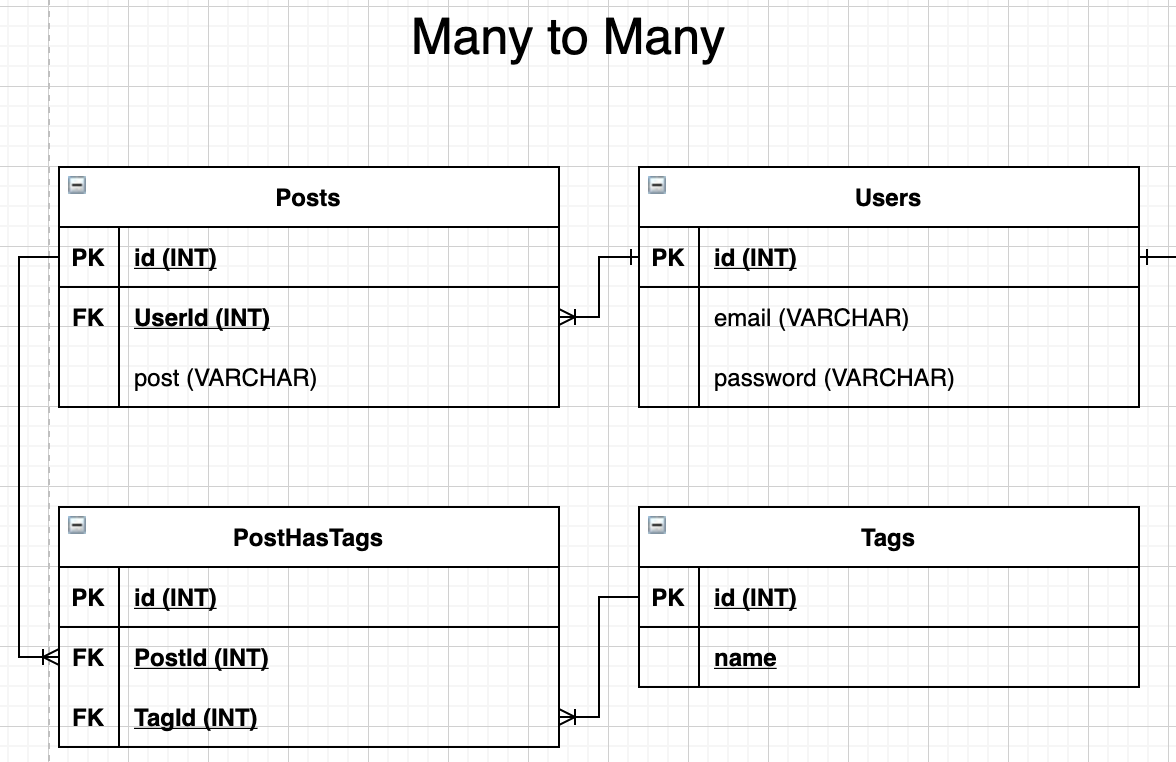 Many to Many
Posts
PK id (INT)
FK UserId (INT)
post (VARCHAR)
Users
PK id (INT)
email (VARCHAR)
password (VARCHAR)
PostHasTags
PK id (INT)
FK PostId (INT)
FK TagId (INT)
Tags
PK id (INT)
name